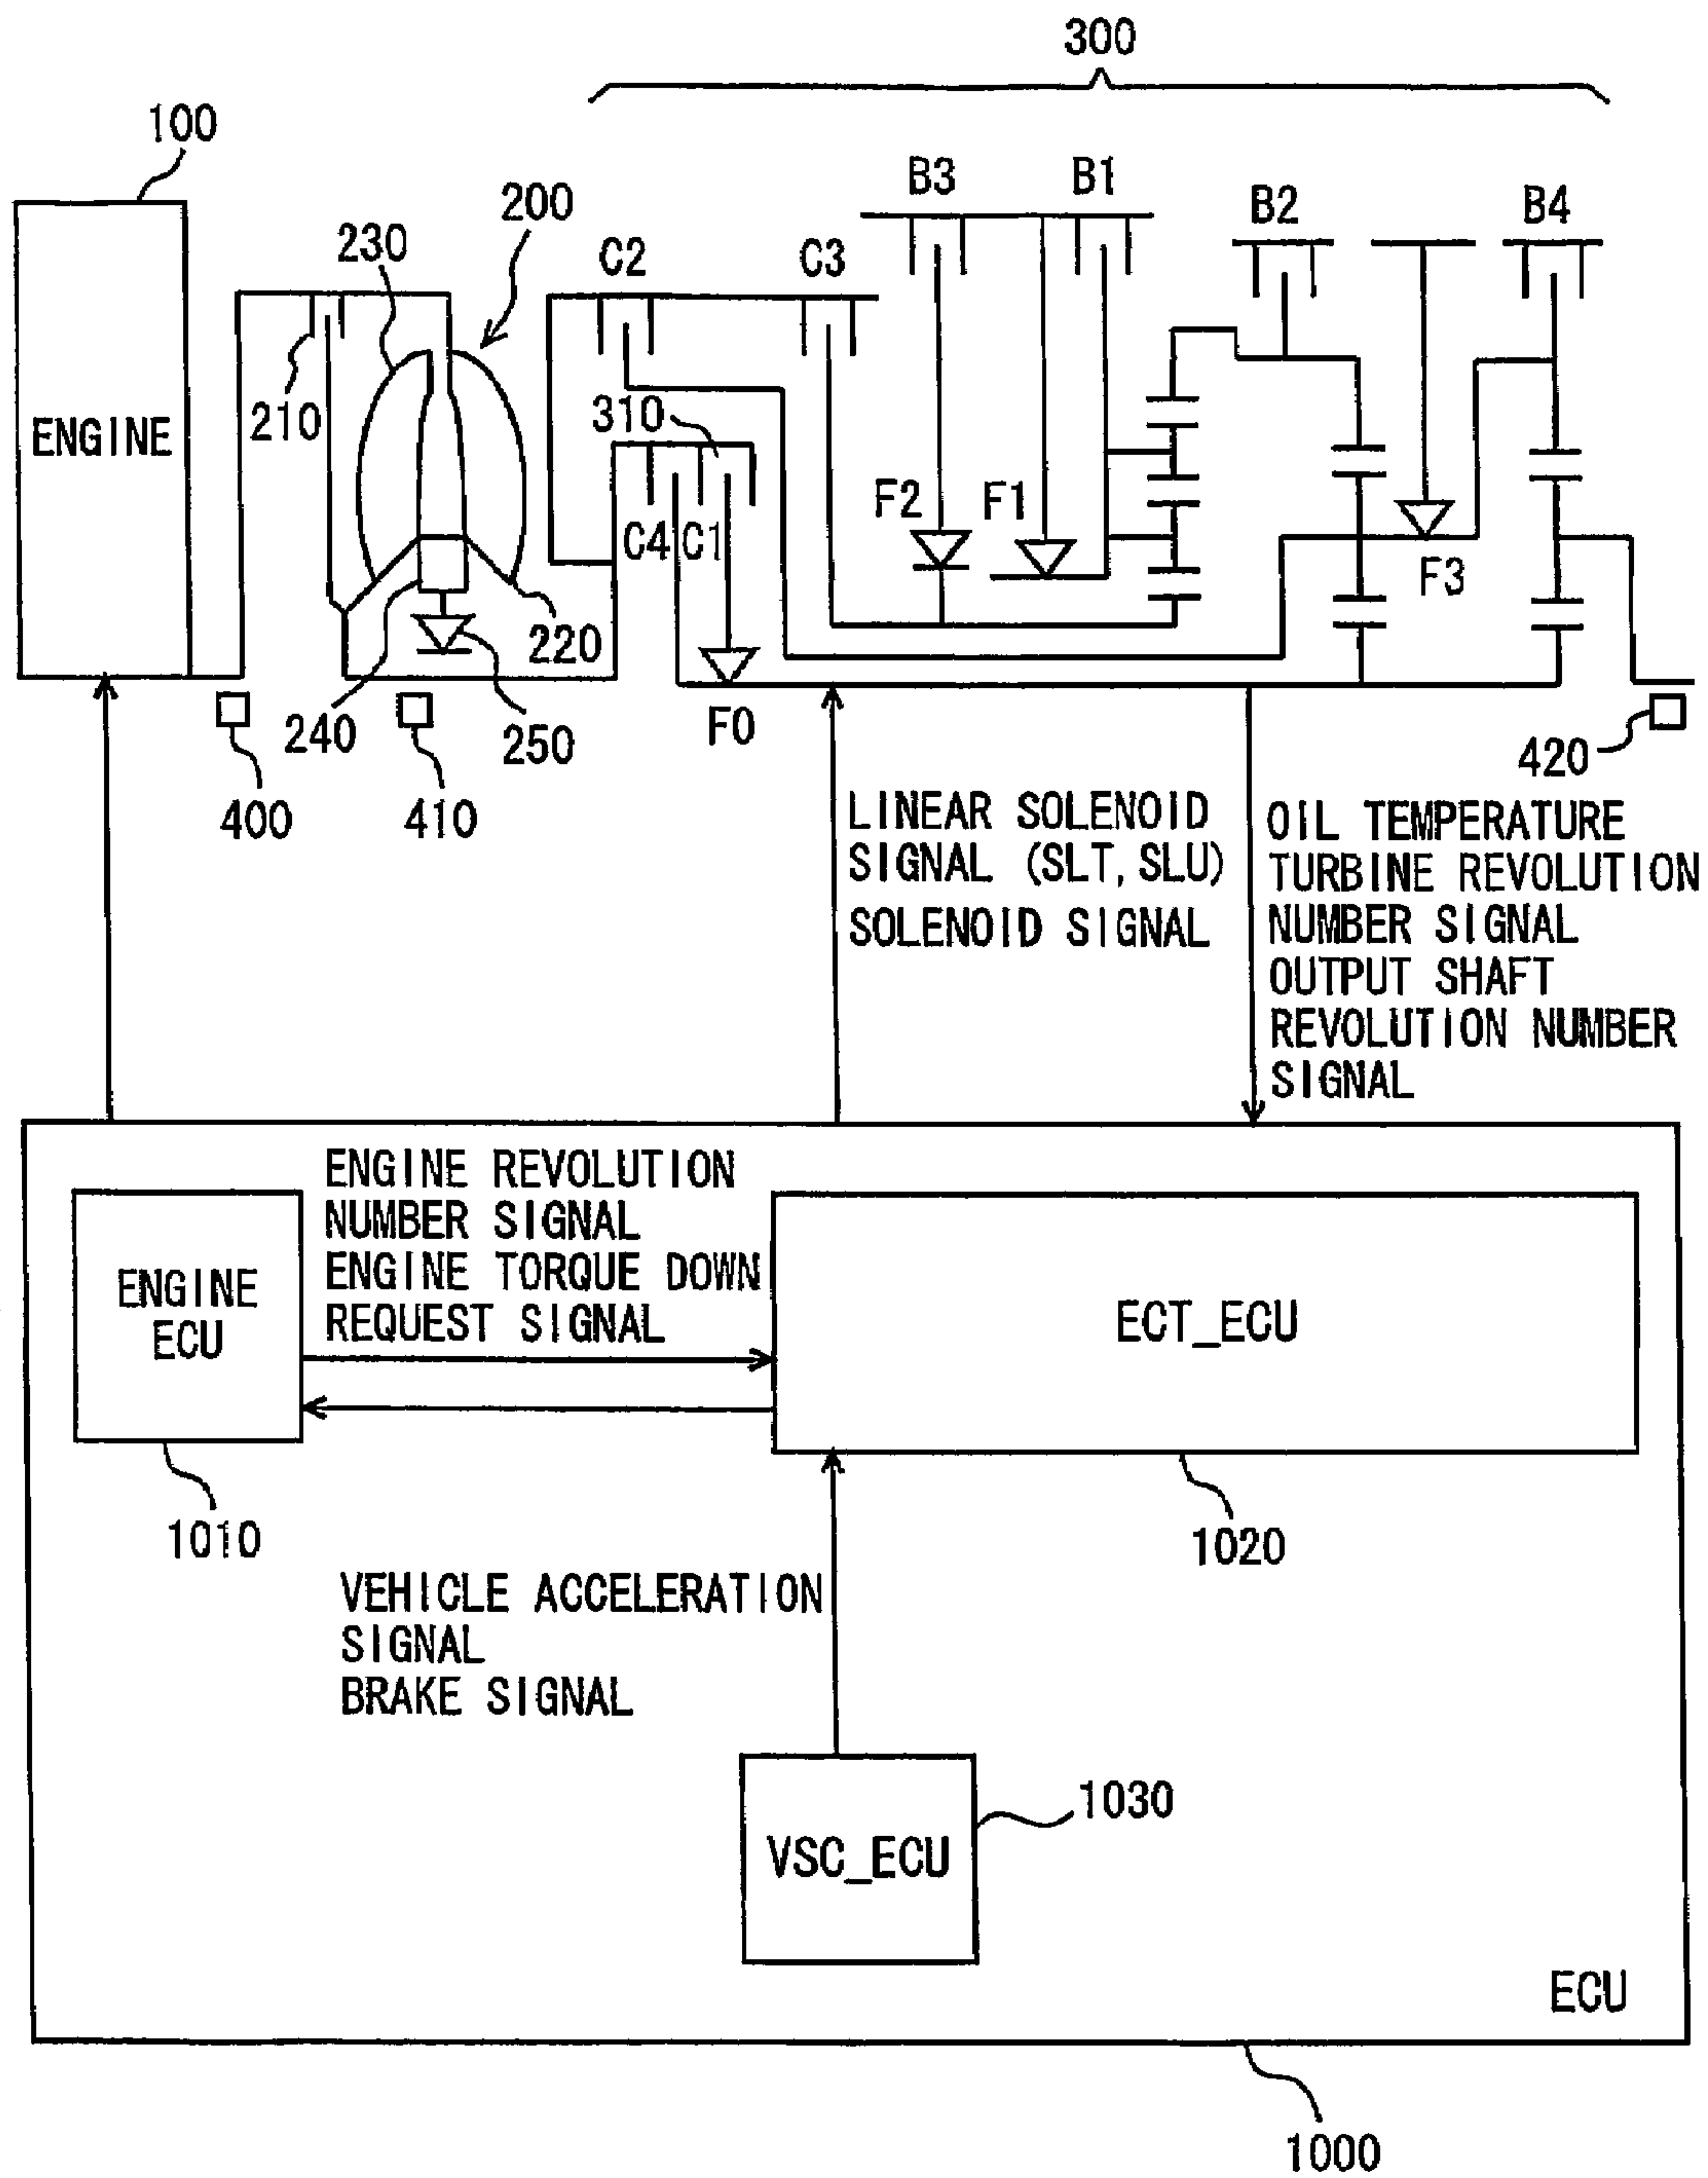 300
100
B3
B1
B2
B4
200
230
C2
C3
210
310
ENGINE
F2
F1
C4
C1
F3
220
240
250
F0
400
410
420
LINEAR SOLENOID
SIGNAL (SLT, SLU)
SOLENOID SIGNAL
OIL TEMPERATURE
TURBINE REVOLUTION
NUMBER SIGNAL
OUTPUT SHAFT
REVOLUTION NUMBER
SIGNAL
ENGINE REVOLUTION
NUMBER SIGNAL
ENGINE TORQUE DOWN
REQUEST SIGNAL
ENGINE
ECU
ECT_ECU
1010
1020
VEHICLE ACCELERATION
SIGNAL
BRAKE SIGNAL
1030
VSC_ECU
ECU
1000